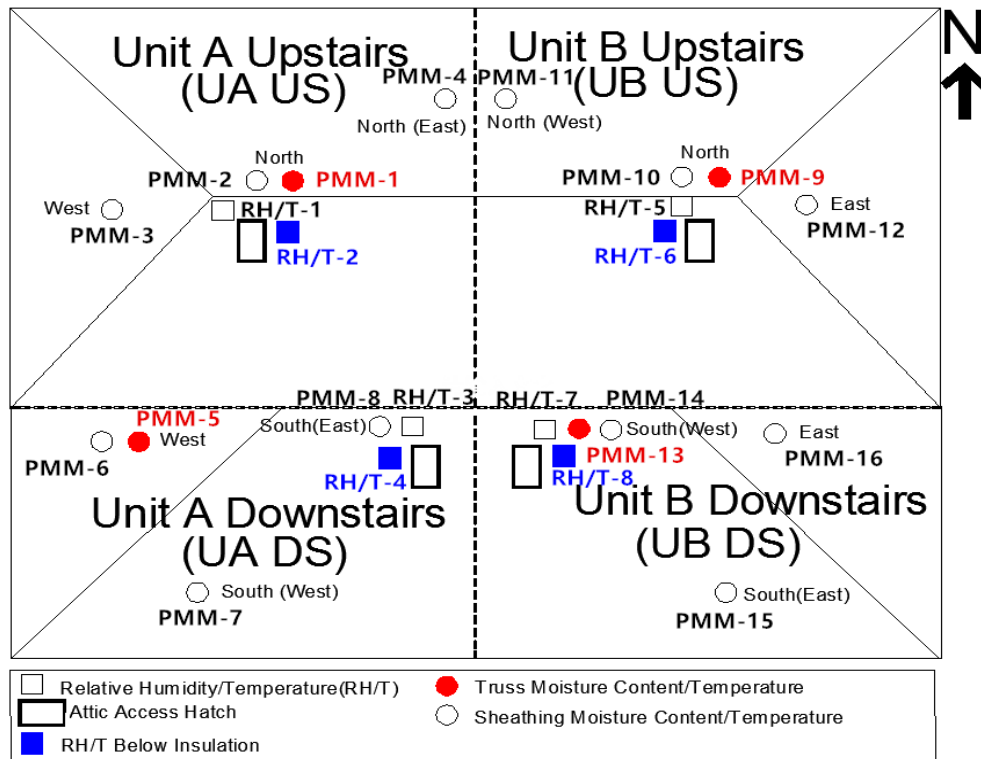 Unit A Upstairs
(UA US)
Unit B Upstairs
(UB US)
N
PMM-4
PMM-11
North (East)
North (West)
North
PMM-2
PMM-1
West
PMM-3
RH/T-1
RH/T-2
North
PMM-10
PMM-9
RH/T-5
East
PMM-12
RH/T-6
PMM-8
RH/T-3
RH/T-7
PMM-14
PMM-5
West
PMM-6
South(East)
RH/T-4
South(West)
PMM-13
RH/T-8
East
PMM-16
Unit A Downstairs
(UA DS)
Unit B Downstairs
(UB DS)
South (West)
PMM-7
South(East)
PMM-15
Relative Humidity/Temperature(RH/T)
Truss Moisture Content/Temperature
Attic Access Hatch
Sheathing Moisture Content/Temperature
RH/T Below Insulation